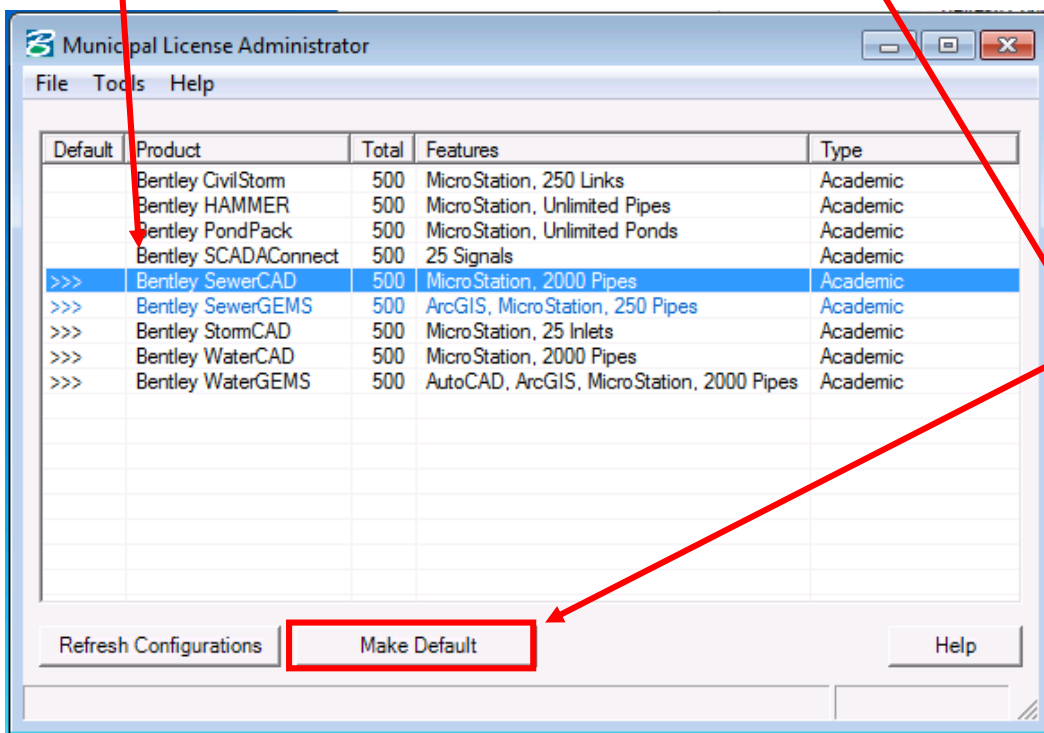 Municipal License Administrator
File Tools Help
Default Product Total Features Type
Bentley CivilStorm 500 MicroStation, 250 Links Academic
Bentley HAMMER 500 MicroStation, Unlimited Pipes Academic
Bentley PondPack 500 MicroStation, Unlimited Ponds Academic
Bentley SCADAConnect 500 25 Signals Academic
>>> Bentley SewerCAD 500 MicroStation, 2000 Pipes Academic
>>> Bentley SewerGEMS 500 ArcGIS, MicroStation, 250 Pipes Academic
>>> Bentley StormCAD 500 MicroStation, 25 Inlets Academic
>>> Bentley WaterCAD 500 MicroStation, 2000 Pipes Academic
>>> Bentley WaterGEMS 500 AutoCAD, ArcGIS, MicroStation, 2000 Pipes Academic
Refresh Configurations Make Default Help